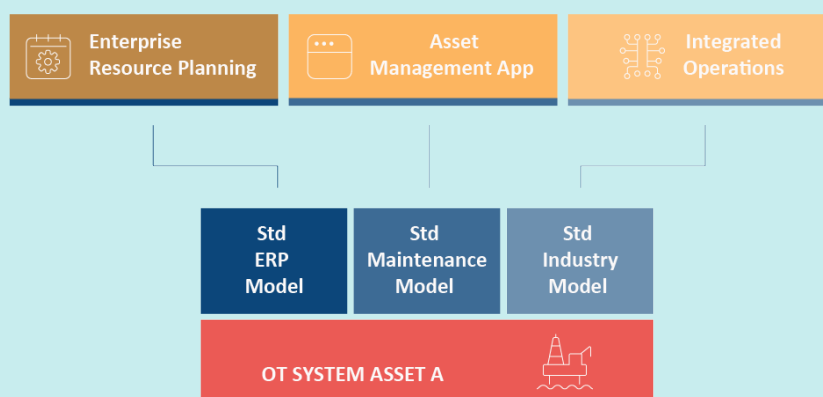 Enterprise
Resource Planning
Asset
Management App
Integrated
Operations
Std
ERP
Model
Std
Maintenance
Model
Std
Industry
Model
OT SYSTEM ASSET A